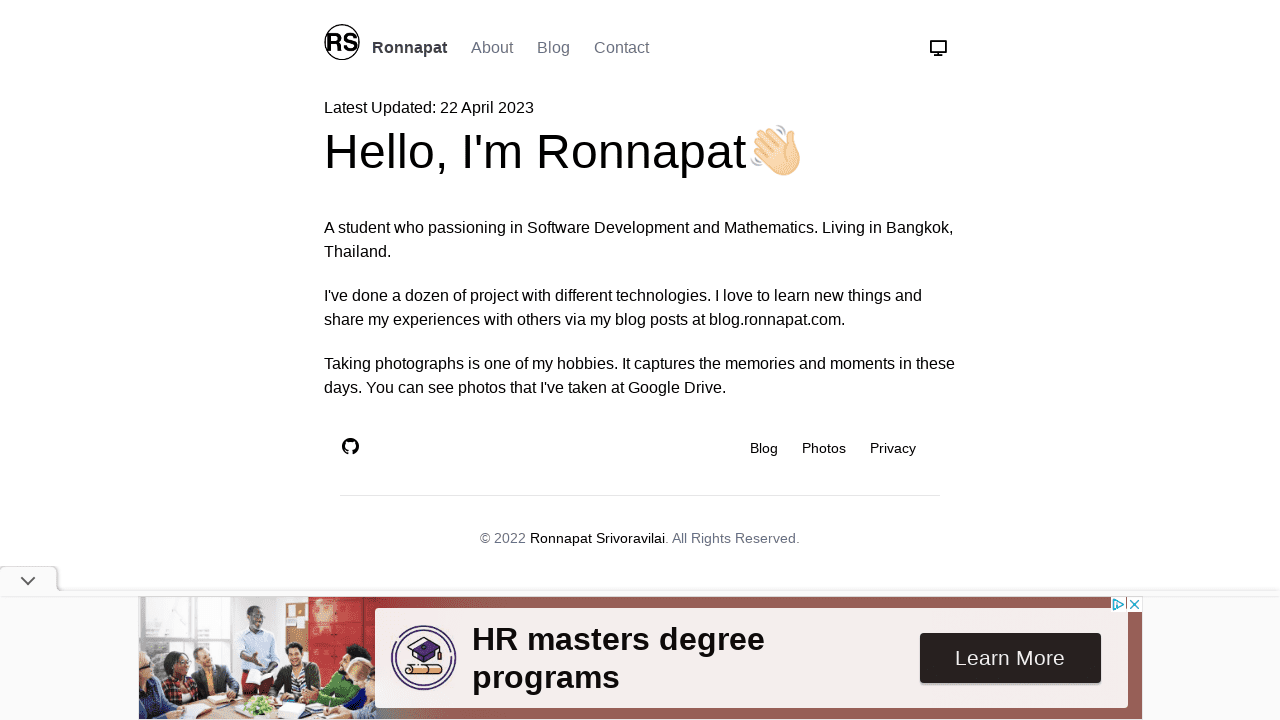 RS Ronnapat About Blog Contact
Latest Updated: 22 April 2023
Hello, I'm Ronnapat👋🏻
A student who passioning in Software Development and Mathematics. Living in Bangkok,
Thailand.
I've done a dozen of project with different technologies. I love to learn new things and
share my experiences with others via my blog posts at blog.ronnapat.com.
Taking photographs is one of my hobbies. It captures the memories and moments in these
days. You can see photos that I've taken at Google Drive.
Blog Photos Privacy
© 2022 Ronnapat Srivoravilai. All Rights Reserved.
HR masters degree
programs
Learn More